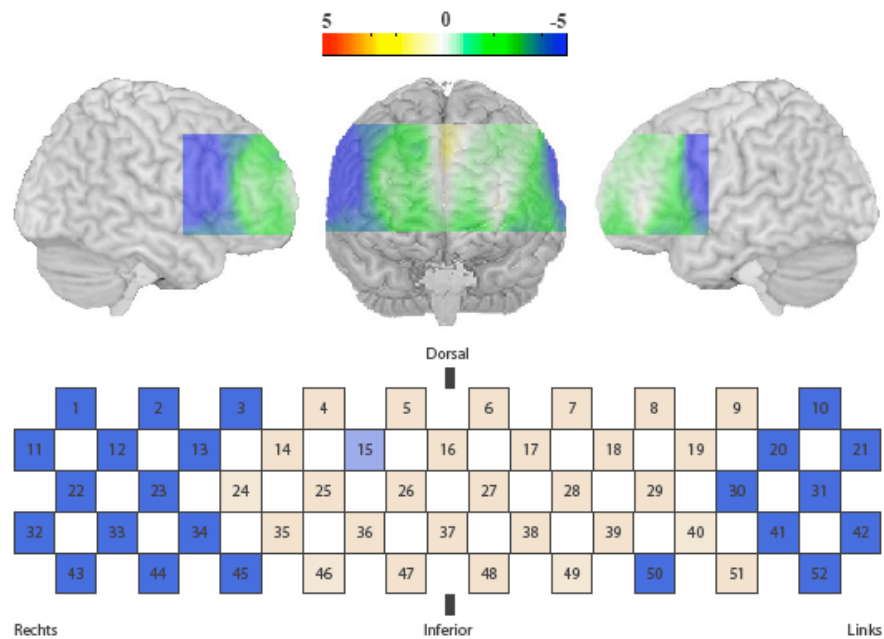 5 0 -5
Dorsal
1 2 3 4 5 6 7 8 9 10
11 12 13 14 15 16 17 18 19 20 21
22 23 24 25 26 27 28 29 30 31
32 33 34 35 36 37 38 39 40 41 42
43 44 45 46 47 48 49 50 51 52
Rechts Inferior Links